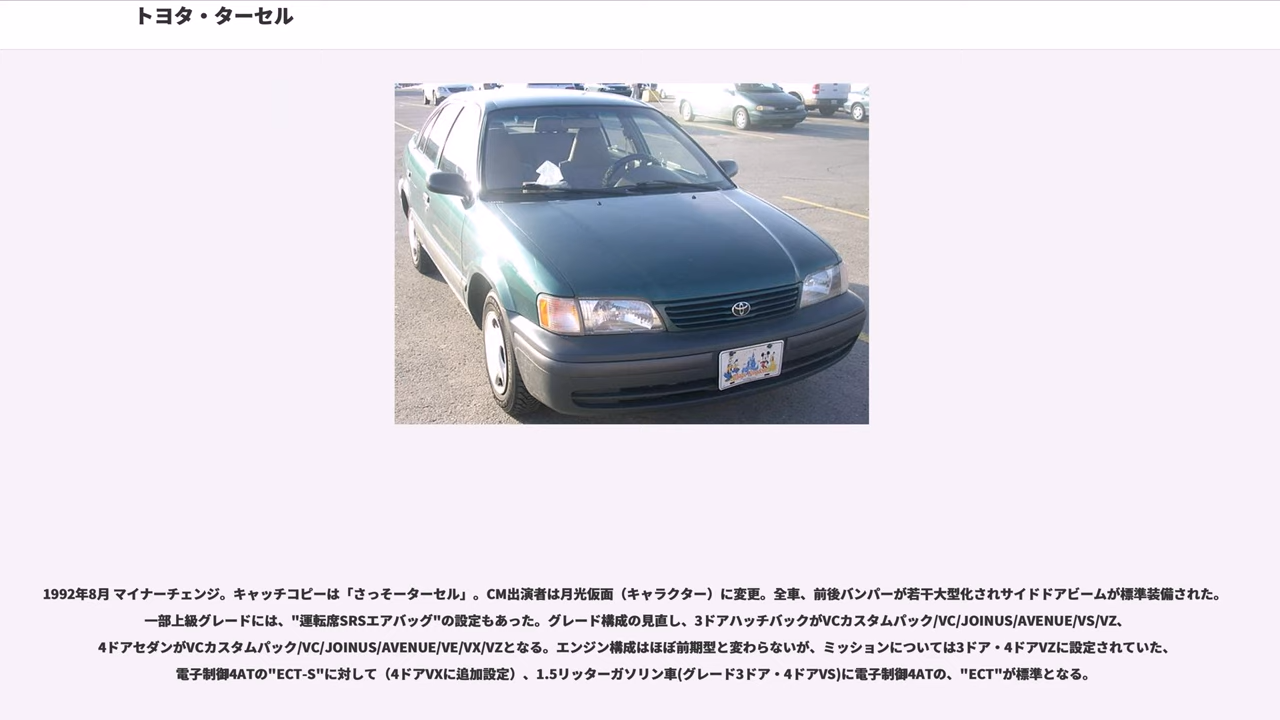 トヨタ・ターセル
1992年8月 マイナーチェンジ。キャッチコピーは「さっそーターセル」。CM出演者は月光仮面（キャラクター）に変更。全車、前後バンパーが若干大型化されサイドドアビームが標準装備された。
一部上級グレードには、"運転席SRSエアバッグ"の設定もあった。グレード構成の見直し、3ドアハッチバックがVCカスタムパック/VC/JOINUS/AVENUE/VS/VZ、
4ドアセダンがVCカスタムパック/VC/JOINUS/AVENUE/VE/VX/VZとなる。エンジン構成はほぼ前期型と変わらないが、ミッションについては3ドア・4ドアVZに設定されていた、
電子制御4ATの"ECT-S"に対して（4ドアVXに追加設定）、1.5リッターガソリン車(グレード3ドア・4ドアVS)に電子制御4ATの、"ECT"が標準となる。